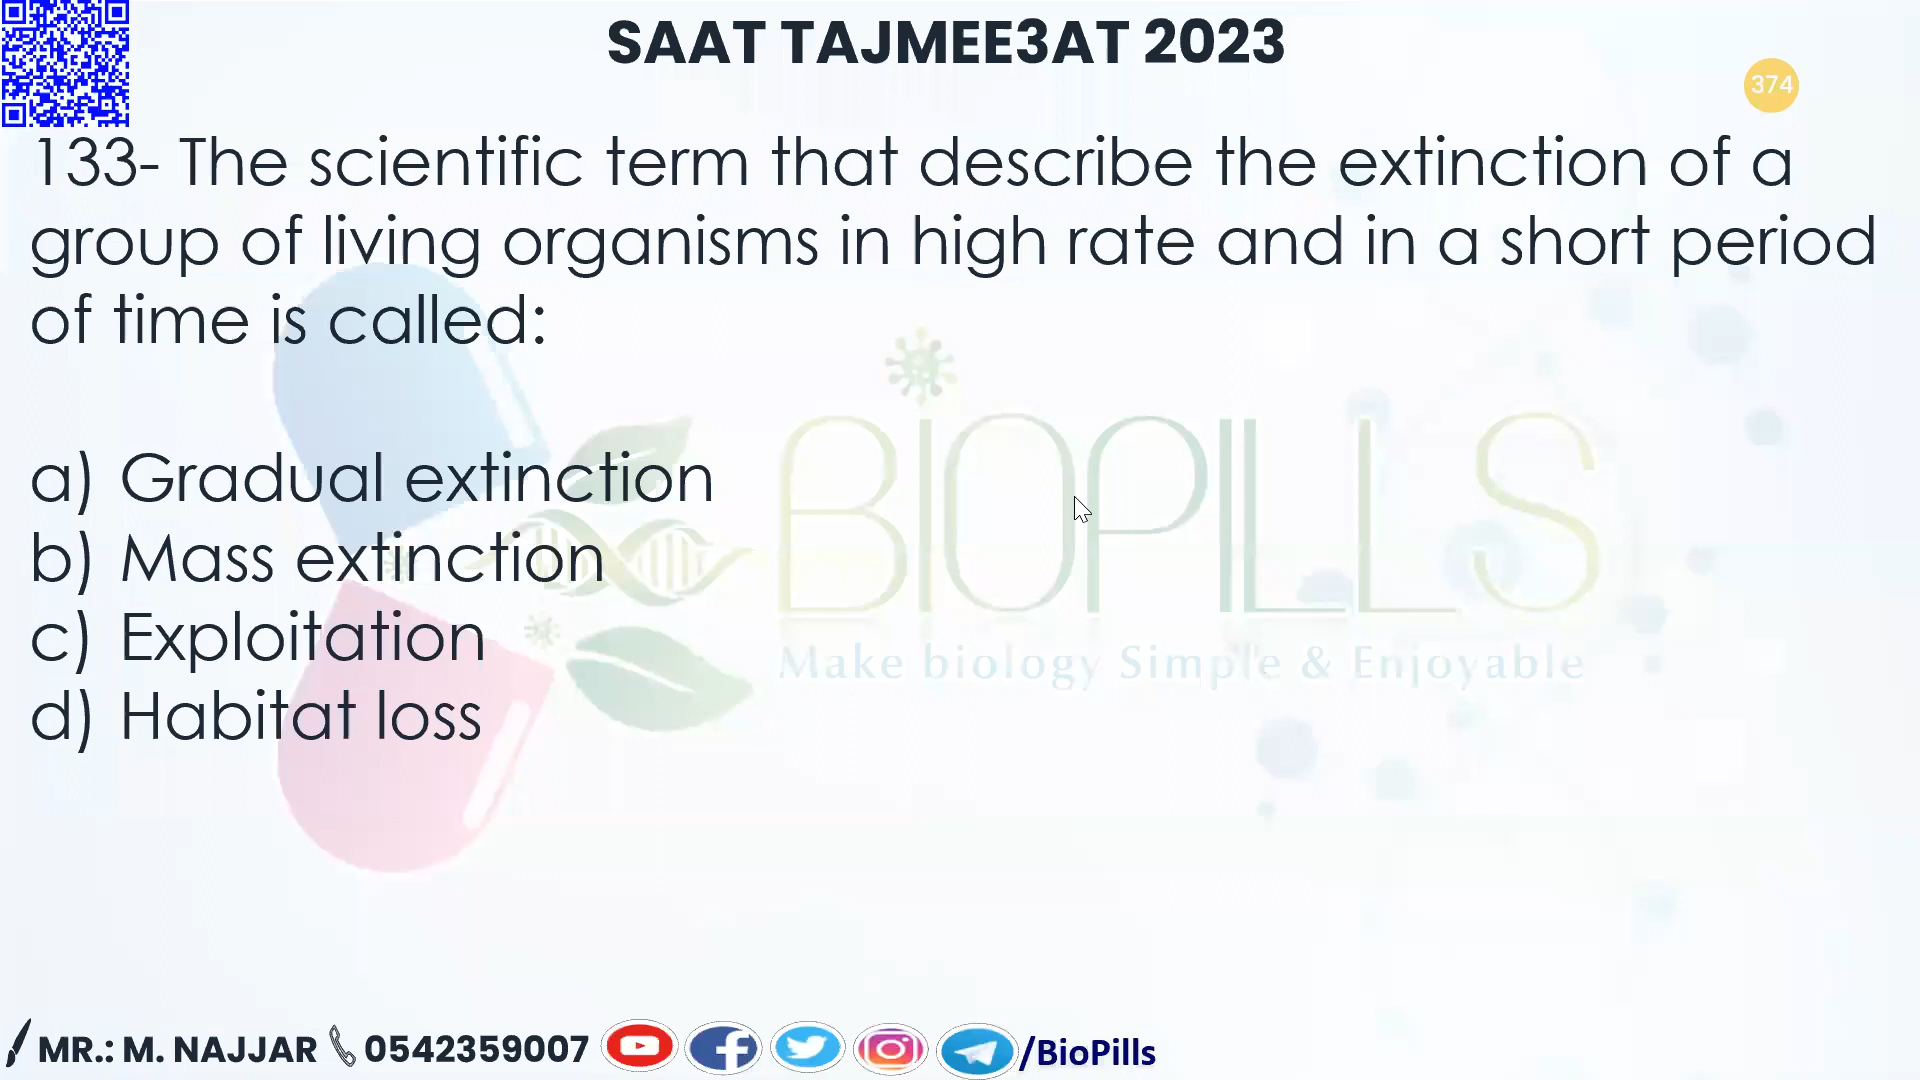 SAAT TAJMEE3AT 2023
374
133- The scientific term that describe the extinction of a
group of living organisms in high rate and in a short period
of time is called:
a) Gradual extinction
b) Mass extinction
c) Exploitation
d) Habitat loss
BIOPILLS
Make biology Simple & Enjoyable
MR.: M. NAJJAR 0542359007 /BioPills